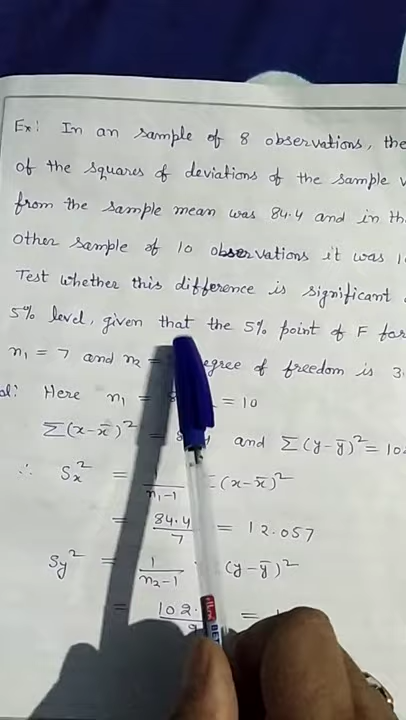 Ex: In an sample of 8 observations, the
of the squares of deviations of the sample
from the sample mean was 84.4 and in
other sample of 10 observations it was
Test whether this difference is significant
5% level, given that the 5% point of F for
n₁ = 7 and n₂ = degree of freedom is 3.
Here n₁ = = 10
∑(x-x̄)² = and ∑(y-ȳ)² = 10
∴ Sx² = 1/(n₁-1) (x-x̄)²
= 84.4/7 = 12.057
Sy² = 1/(n₂-1) (y-ȳ)²
= 102. =